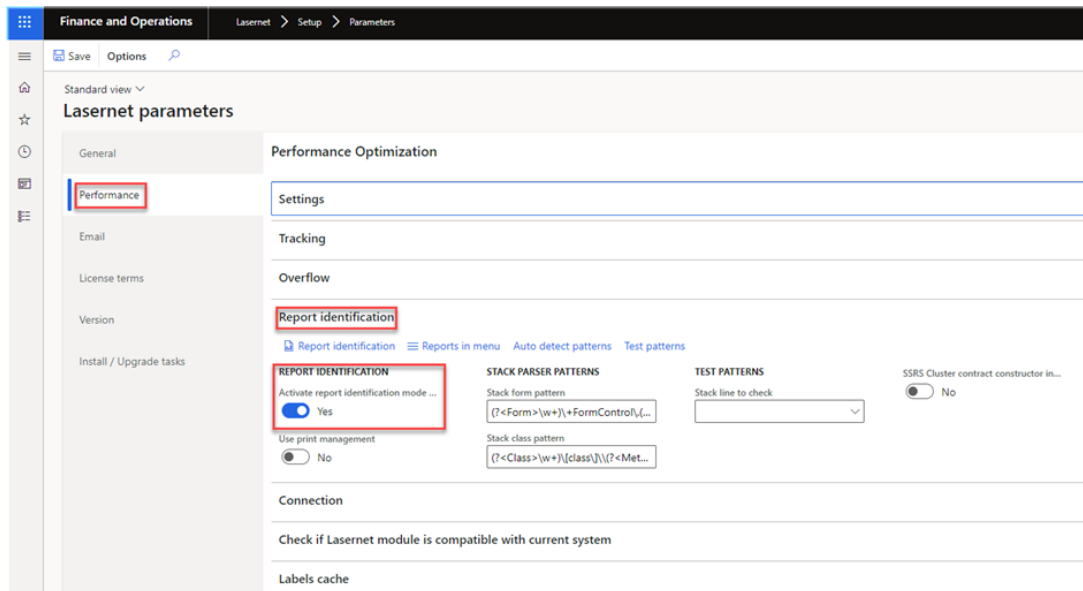 Finance and Operations
Lasernet > Setup > Parameters
Save Options
Standard view
Lasernet parameters
General
Performance
Email
License terms
Version
Install / Upgrade tasks
Performance Optimization
Settings
Tracking
Overflow
Report identification
Report identification Reports in menu Auto detect patterns Test patterns
REPORT IDENTIFICATION
Activate report identification mode ...
Yes
Use print management
No
STACK PARSER PATTERNS
Stack form pattern
(?<Form>\w+)\+FormControl\,(...
Stack class pattern
(?<Class>\w+)\[class\]\\(?<Met...
TEST PATTERNS
Stack line to check
SSRS Cluster contract constructor in...
No
Connection
Check if Lasernet module is compatible with current system
Labels cache